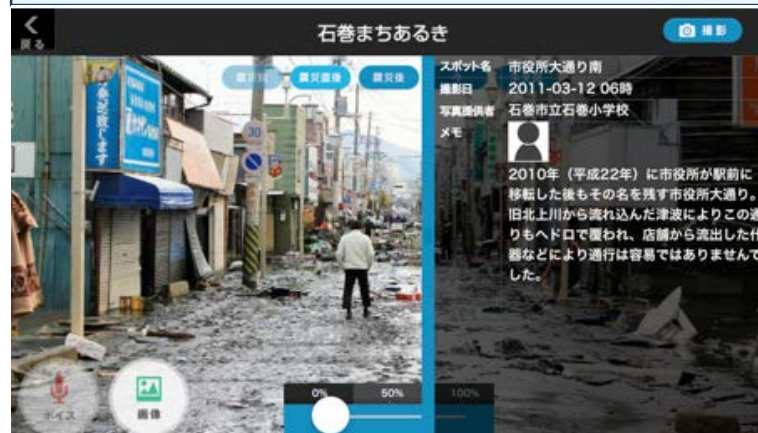 戻る
石巻まちあるき
撮影
震災前
震災直後
震災後
スポット名 市役所大通り南
撮影日 2011-03-12 06時
写真提供者 石巻市立石巻小学校
メモ
2010年（平成22年）に市役所が駅前に
移転した後もその名を残す市役所大通り。
旧北上川から流れ込んだ津波によりこの通
りもヘドロで覆われ、店舗から流出した什
器などにより通行は容易ではありませんで
した。
30
ボイス
画像
0%
50%
100%